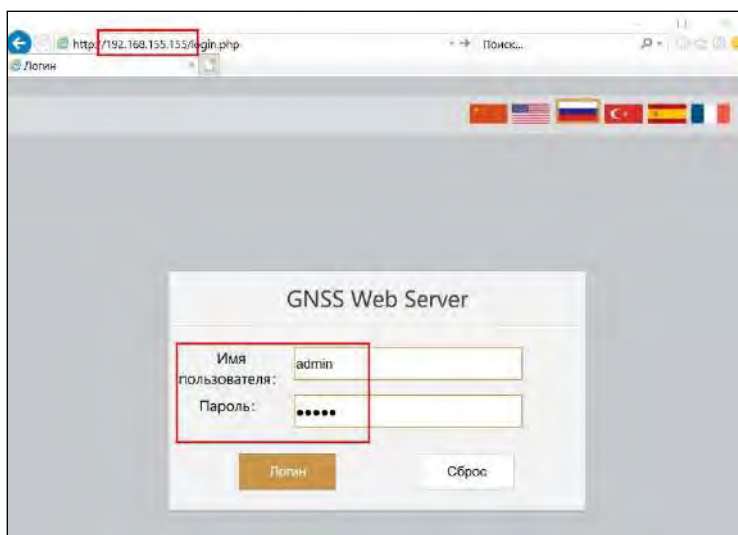 http://192.168.155.155/login.php
Поиск...
Логин
GNSS Web Server
Имя
пользователя:
admin
Пароль:
•••••
Логин
Сброс